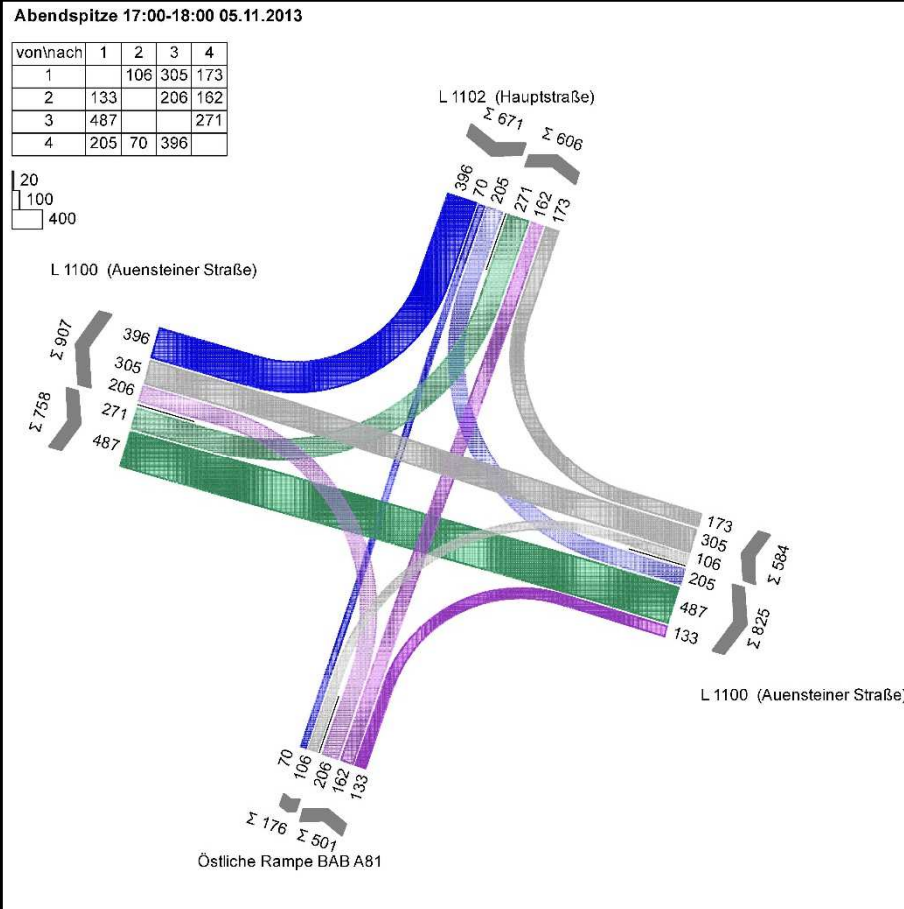 Abendspitze 17:00-18:00 05.11.2013
von\nach 1 2 3 4
1 106 305 173
2 133 206 162
3 487 271
4 205 70 396
20
100
400
L 1102 (Hauptstraße)
Σ 671 Σ 606
396 70 205 271 162 173
L 1100 (Auensteiner Straße)
Σ 907
Σ 758
396
305
206
271
487
173
305
106
205
487
133
Σ 584
Σ 825
L 1100 (Auensteiner Straße)
70 106 206 162 133
Σ 176 Σ 501
Östliche Rampe BAB A81